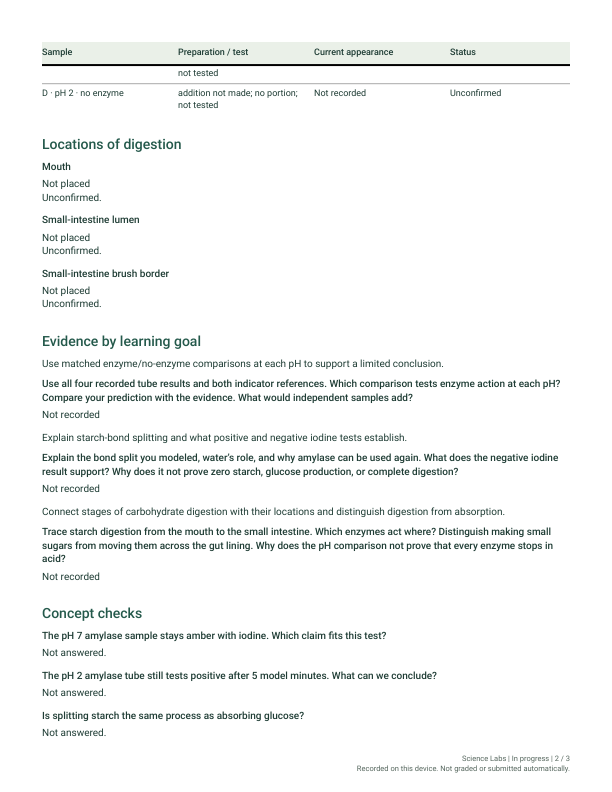 Sample Preparation / test Current appearance Status
not tested
D · pH 2 · no enzyme addition not made; no portion; Not recorded Unconfirmed
not tested
Locations of digestion
Mouth
Not placed
Unconfirmed.
Small-intestine lumen
Not placed
Unconfirmed.
Small-intestine brush border
Not placed
Unconfirmed.
Evidence by learning goal
Use matched enzyme/no-enzyme comparisons at each pH to support a limited conclusion.
Use all four recorded tube results and both indicator references. Which comparison tests enzyme action at each pH?
Compare your prediction with the evidence. What would independent samples add?
Not recorded
Explain starch-bond splitting and what positive and negative iodine tests establish.
Explain the bond split you modeled, water's role, and why amylase can be used again. What does the negative iodine
result support? Why does it not prove zero starch, glucose production, or complete digestion?
Not recorded
Connect stages of carbohydrate digestion with their locations and distinguish digestion from absorption.
Trace starch digestion from the mouth to the small intestine. Which enzymes act where? Distinguish making small
sugars from moving them across the gut lining. Why does the pH comparison not prove that every enzyme stops in
acid?
Not recorded
Concept checks
The pH 7 amylase sample stays amber with iodine. Which claim fits this test?
Not answered.
The pH 2 amylase tube still tests positive after 5 model minutes. What can we conclude?
Not answered.
Is splitting starch the same process as absorbing glucose?
Not answered.
Science Labs | In progress | 2 / 3
Recorded on this device. Not graded or submitted automatically.